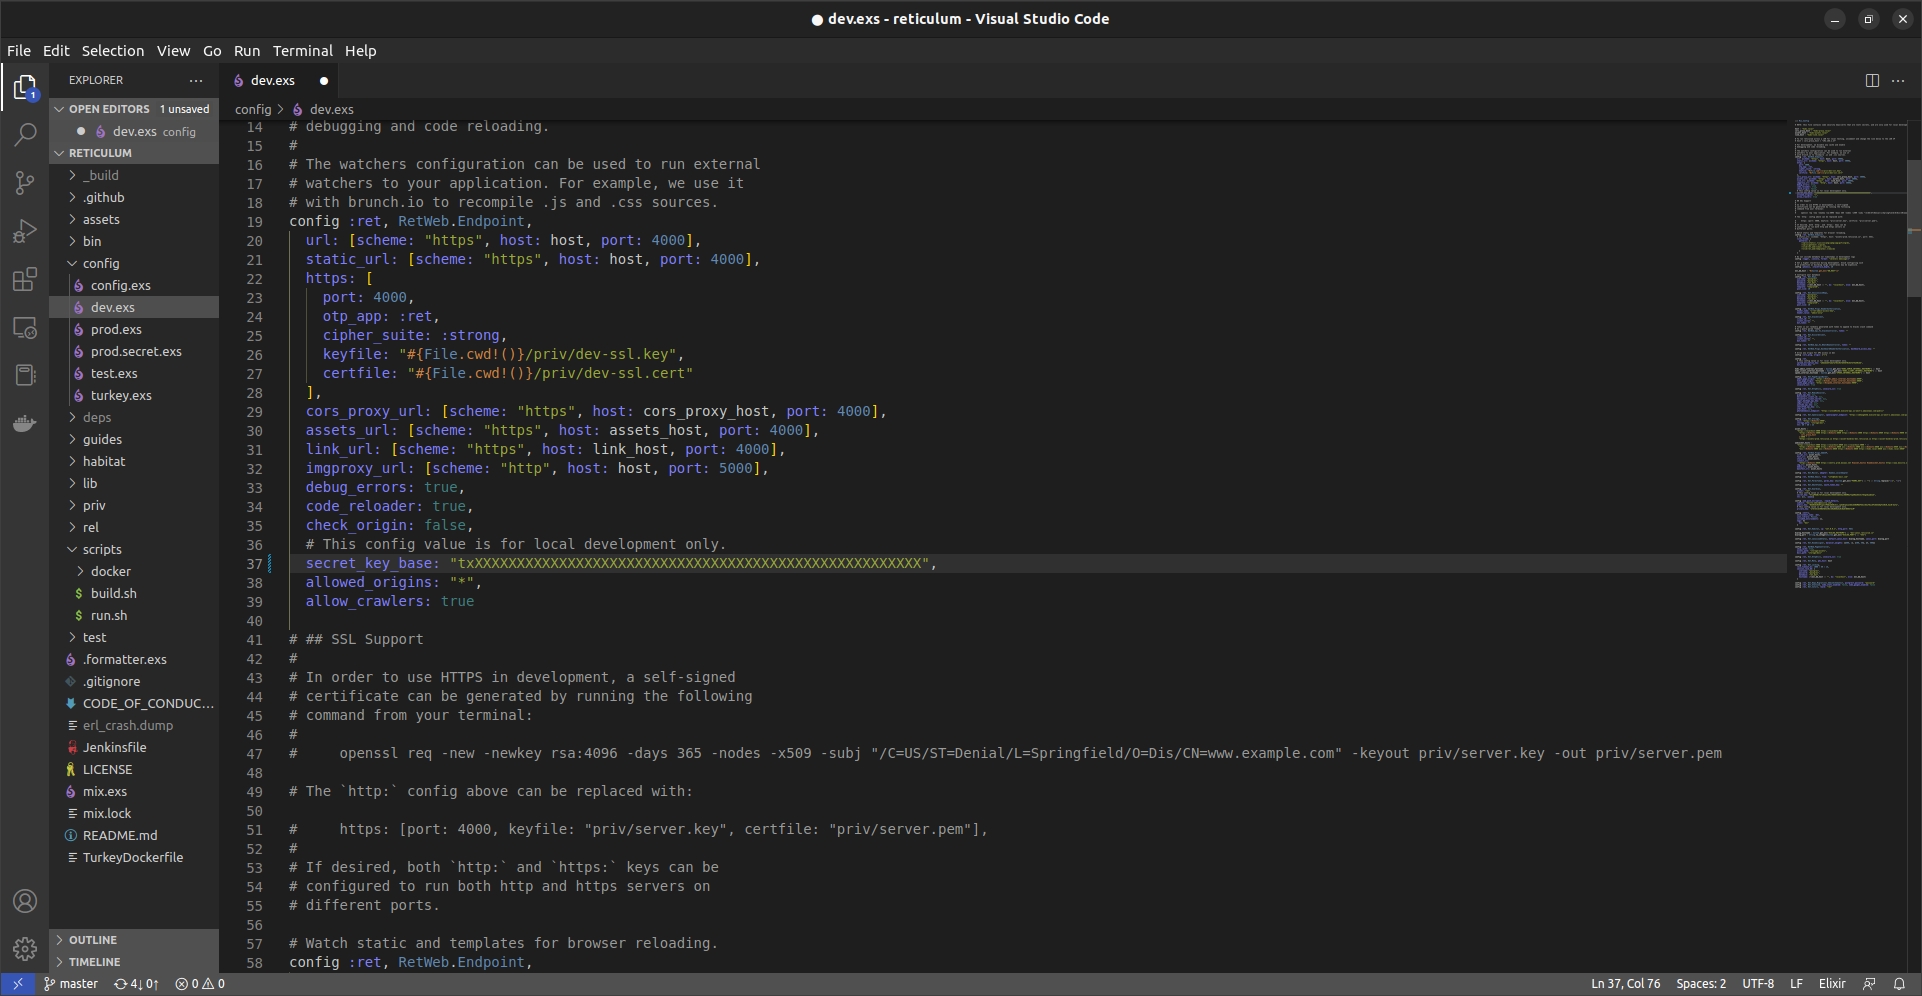 ● dev.exs - reticulum - Visual Studio Code
File Edit Selection View Go Run Terminal Help
EXPLORER
OPEN EDITORS 1 unsaved
dev.exs config
RETICULUM
_build
.github
assets
bin
config
config.exs
dev.exs
prod.exs
prod.secret.exs
test.exs
turkey.exs
deps
guides
habitat
lib
priv
rel
scripts
docker
build.sh
run.sh
test
.formatter.exs
.gitignore
CODE_OF_CONDUC...
erl_crash.dump
Jenkinsfile
LICENSE
mix.exs
mix.lock
README.md
TurkeyDockerfile
OUTLINE
TIMELINE
1
dev.exs
config > dev.exs
14 # debugging and code reloading.
15 #
16 # The watchers configuration can be used to run external
17 # watchers to your application. For example, we use it
18 # with brunch.io to recompile .js and .css sources.
19 config :ret, RetWeb.Endpoint,
20 url: [scheme: "https", host: host, port: 4000],
21 static_url: [scheme: "https", host: host, port: 4000],
22 https: [
23 port: 4000,
24 otp_app: :ret,
25 cipher_suite: :strong,
26 keyfile: "#{File.cwd!()}/priv/dev-ssl.key",
27 certfile: "#{File.cwd!()}/priv/dev-ssl.cert"
28 ],
29 cors_proxy_url: [scheme: "https", host: cors_proxy_host, port: 4000],
30 assets_url: [scheme: "https", host: assets_host, port: 4000],
31 link_url: [scheme: "https", host: link_host, port: 4000],
32 imgproxy_url: [scheme: "http", host: host, port: 5000],
33 debug_errors: true,
34 code_reloader: true,
35 check_origin: false,
36 # This config value is for local development only.
37 secret_key_base: "txXXXXXXXXXXXXXXXXXXXXXXXXXXXXXXXXXXXXXXXXXXXXXXXXXXXXXX",
38 allowed_origins: "*",
39 allow_crawlers: true
40
41 # ## SSL Support
42 #
43 # In order to use HTTPS in development, a self-signed
44 # certificate can be generated by running the following
45 # command from your terminal:
46 #
47 # openssl req -new -newkey rsa:4096 -days 365 -nodes -x509 -subj "/C=US/ST=Denial/L=Springfield/O=Dis/CN=www.example.com" -keyout priv/server.key -out priv/server.pem
48
49 # The `http:` config above can be replaced with:
50
51 # https: [port: 4000, keyfile: "priv/server.key", certfile: "priv/server.pem"],
52 #
53 # If desired, both `http:` and `https:` keys can be
54 # configured to run both http and https servers on
55 # different ports.
56
57 # Watch static and templates for browser reloading.
58 config :ret, RetWeb.Endpoint,
master 4↓ 0↑ 0 0
Ln 37, Col 76 Spaces: 2 UTF-8 LF Elixir